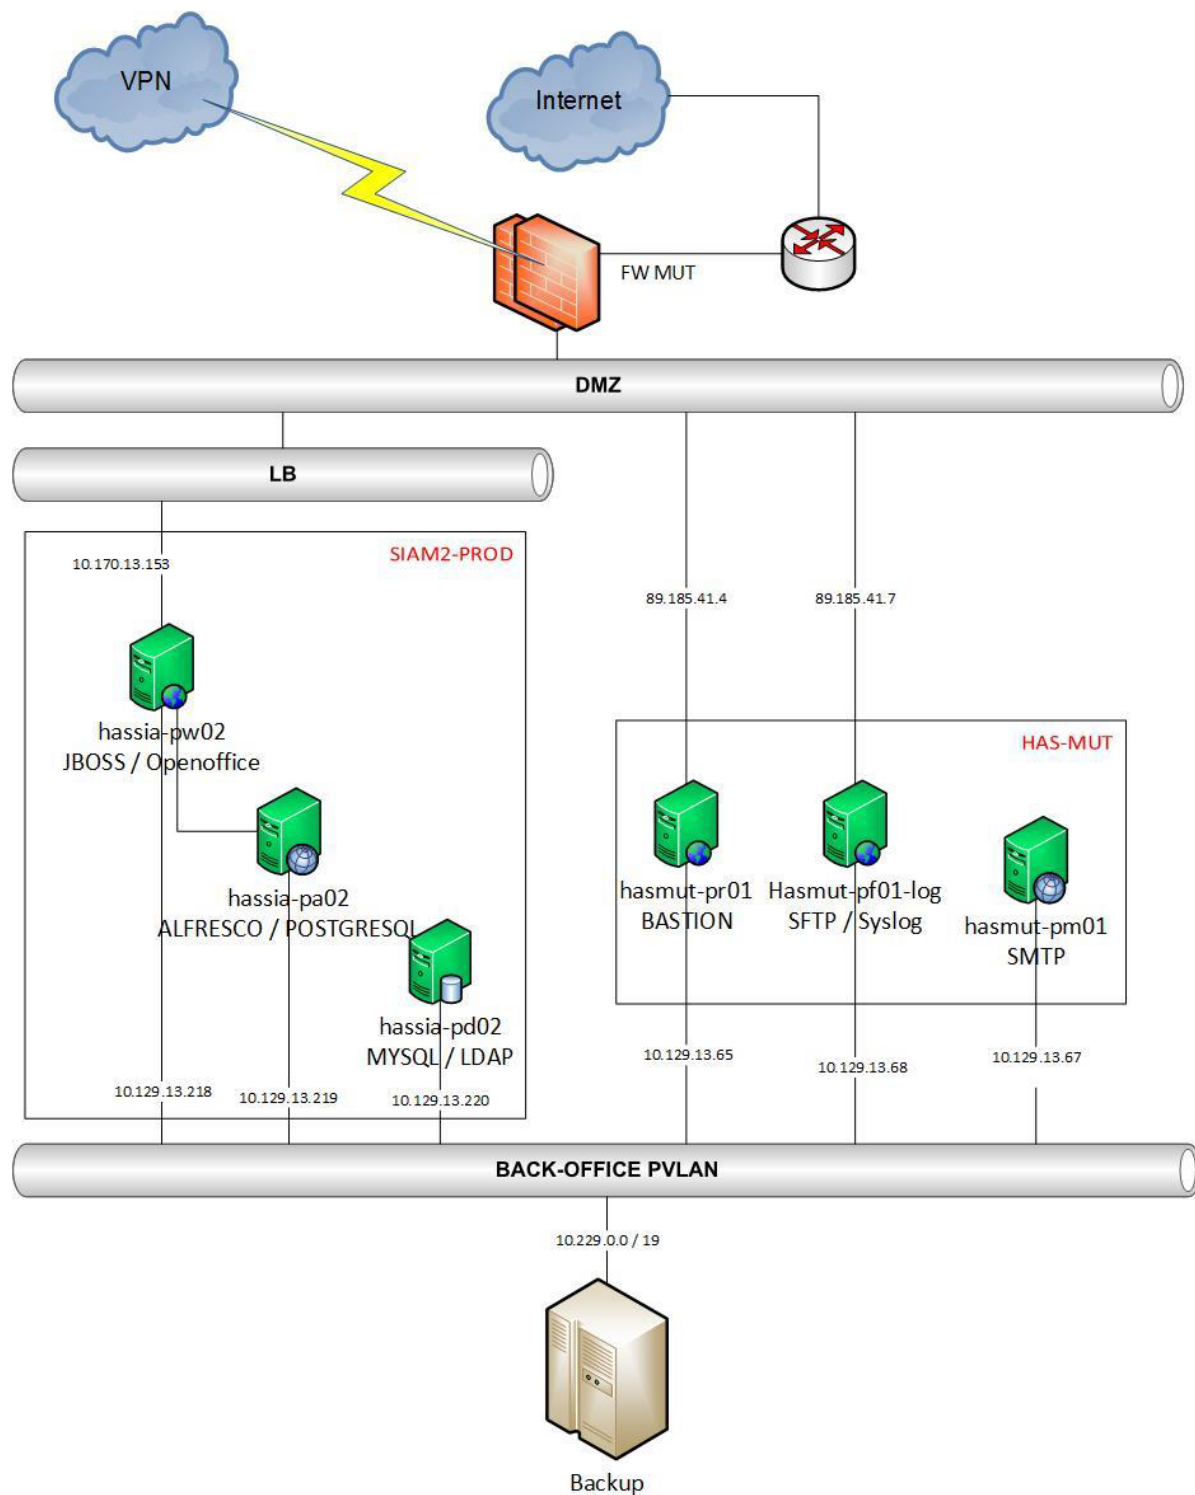 VPN
Internet
FW MUT
DMZ
LB
SIAM2-PROD
10.170.13.153
89.185.41.4
89.185.41.7
hassia-pw02
JBOSS / Openoffice
HAS-MUT
hassia-pa02
ALFRESCO / POSTGRESQL
hasmut-pr01
BASTION
Hasmut-pf01-log
SFTP / Syslog
hasmut-pm01
SMTP
hassia-pd02
MYSQL / LDAP
10.129.13.65
10.129.13.68
10.129.13.67
10.129.13.218
10.129.13.219
10.129.13.220
BACK-OFFICE PVLAN
10.229.0.0 / 19
Backup